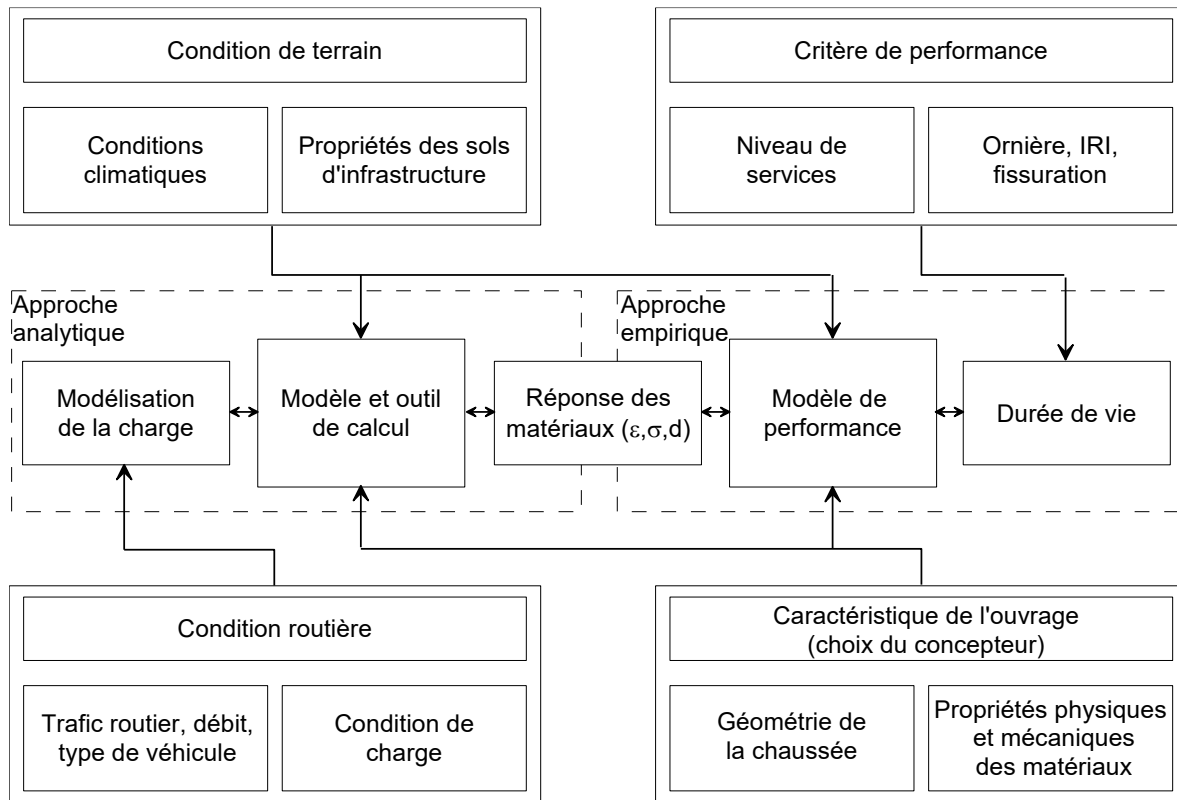 Condition de terrain
Conditions
climatiques
Propriétés des sols
d'infrastructure
Critère de performance
Niveau de
services
Ornière, IRI,
fissuration
Approche
analytique
Approche
empirique
Modélisation
de la charge
Modèle et outil
de calcul
Réponse des
matériaux (ε,σ,d)
Modèle de
performance
Durée de vie
Condition routière
Trafic routier, débit,
type de véhicule
Condition de
charge
Caractéristique de l'ouvrage
(choix du concepteur)
Géométrie de
la chaussée
Propriétés physiques
et mécaniques
des matériaux